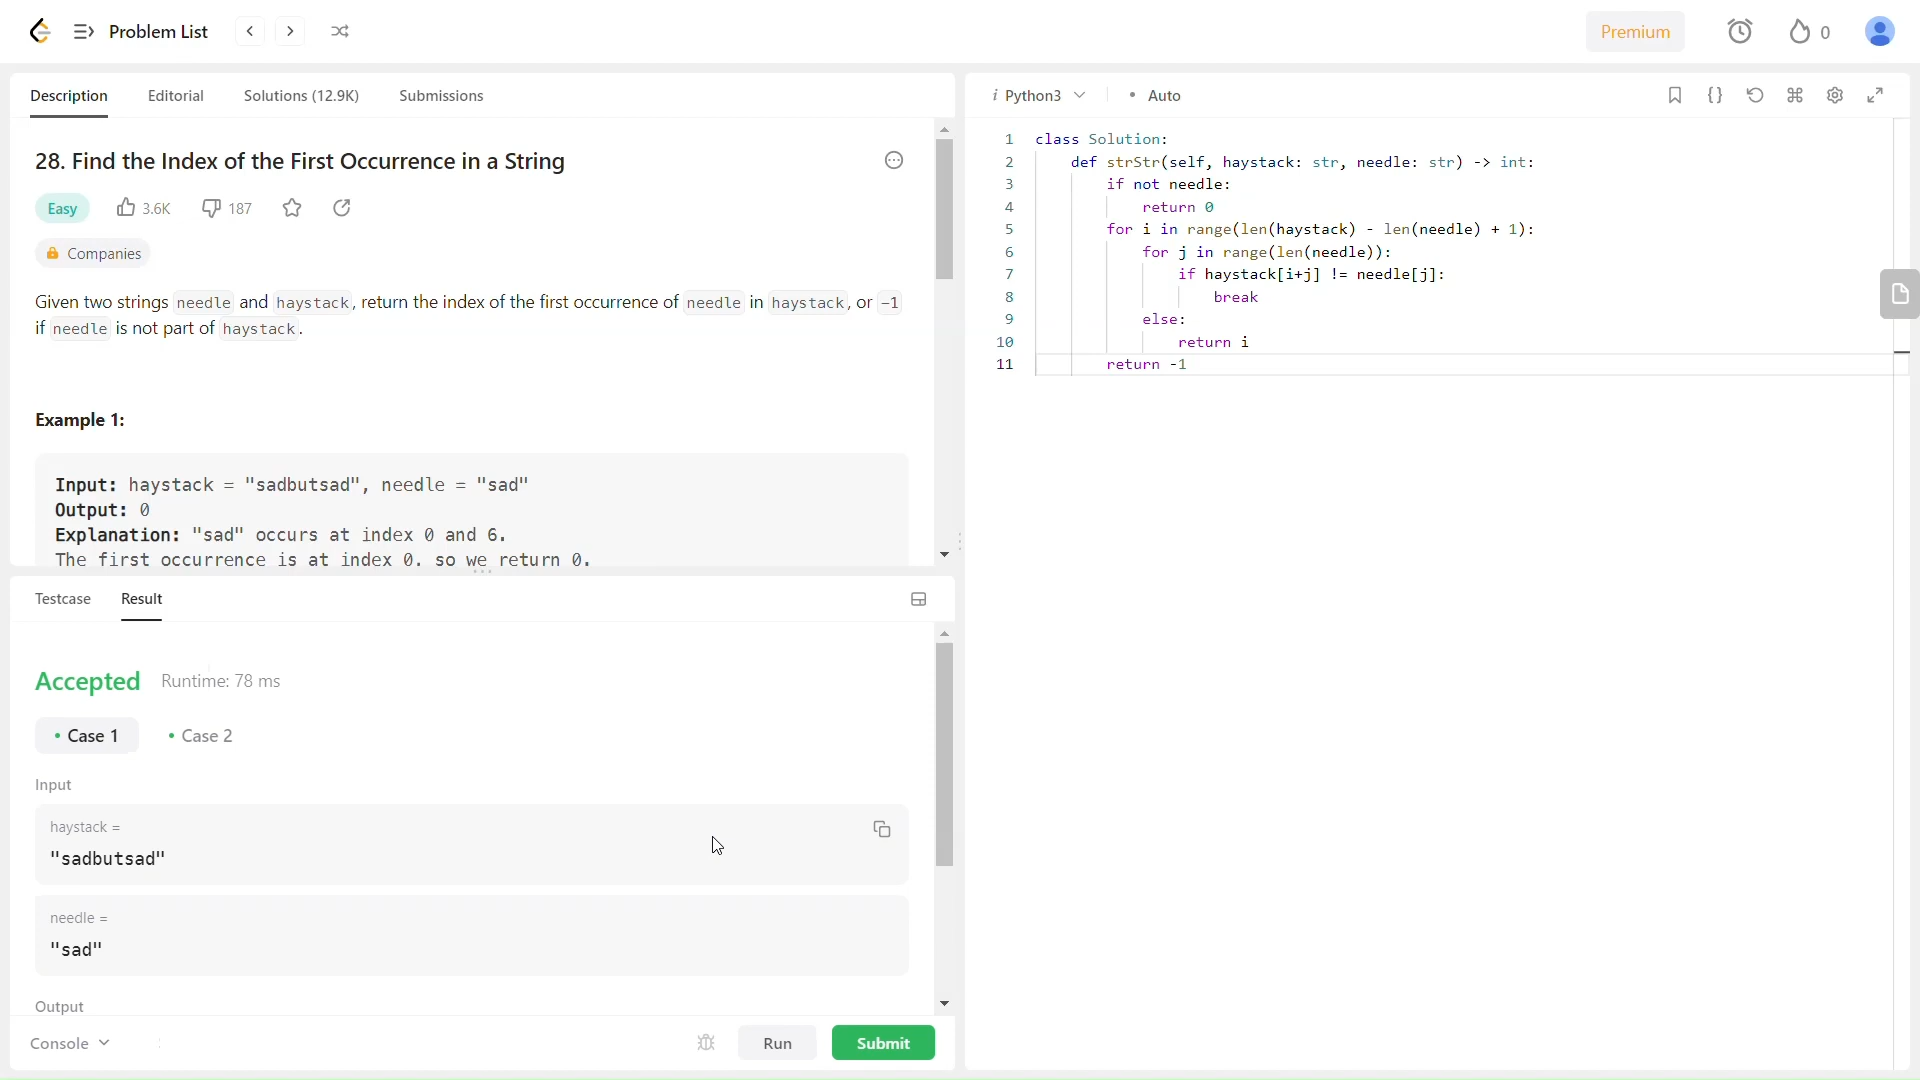 Problem List
Premium
0
Description Editorial Solutions (12.9K) Submissions
28. Find the Index of the First Occurrence in a String
Easy 3.6K 187
Companies
Given two strings needle and haystack, return the index of the first occurrence of needle in haystack, or -1
if needle is not part of haystack.
Example 1:
Input: haystack = "sadbutsad", needle = "sad"
Output: 0
Explanation: "sad" occurs at index 0 and 6.
The first occurrence is at index 0, so we return 0.
Testcase Result
Accepted Runtime: 78 ms
• Case 1 • Case 2
Input
haystack =
"sadbutsad"
needle =
"sad"
Output
Console
Run
Submit
i Python3 • Auto
1 class Solution:
2 def strStr(self, haystack: str, needle: str) -> int:
3 if not needle:
4 return 0
5 for i in range(len(haystack) - len(needle) + 1):
6 for j in range(len(needle)):
7 if haystack[i+j] != needle[j]:
8 break
9 else:
10 return i
11 return -1